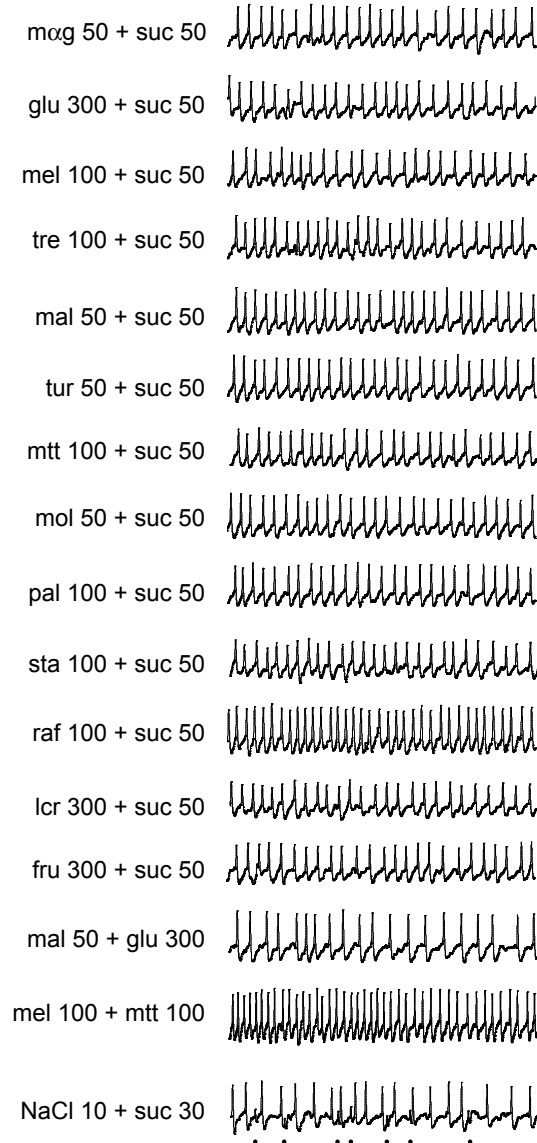 mαg 50 + suc 50
glu 300 + suc 50
mel 100 + suc 50
tre 100 + suc 50
mal 50 + suc 50
tur 50 + suc 50
mtt 100 + suc 50
mol 50 + suc 50
pal 100 + suc 50
sta 100 + suc 50
raf 100 + suc 50
lcr 300 + suc 50
fru 300 + suc 50
mal 50 + glu 300
mel 100 + mtt 100
NaCl 10 + suc 30